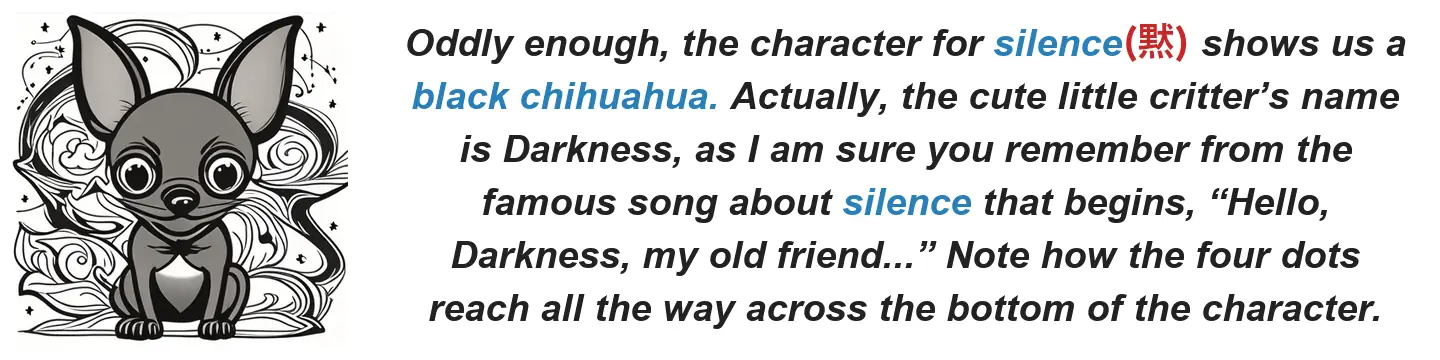 Oddly enough, the character for silence(黙) shows us a
black chihuahua. Actually, the cute little critter’s name
is Darkness, as I am sure you remember from the
famous song about silence that begins, “Hello,
Darkness, my old friend...” Note how the four dots
reach all the way across the bottom of the character.